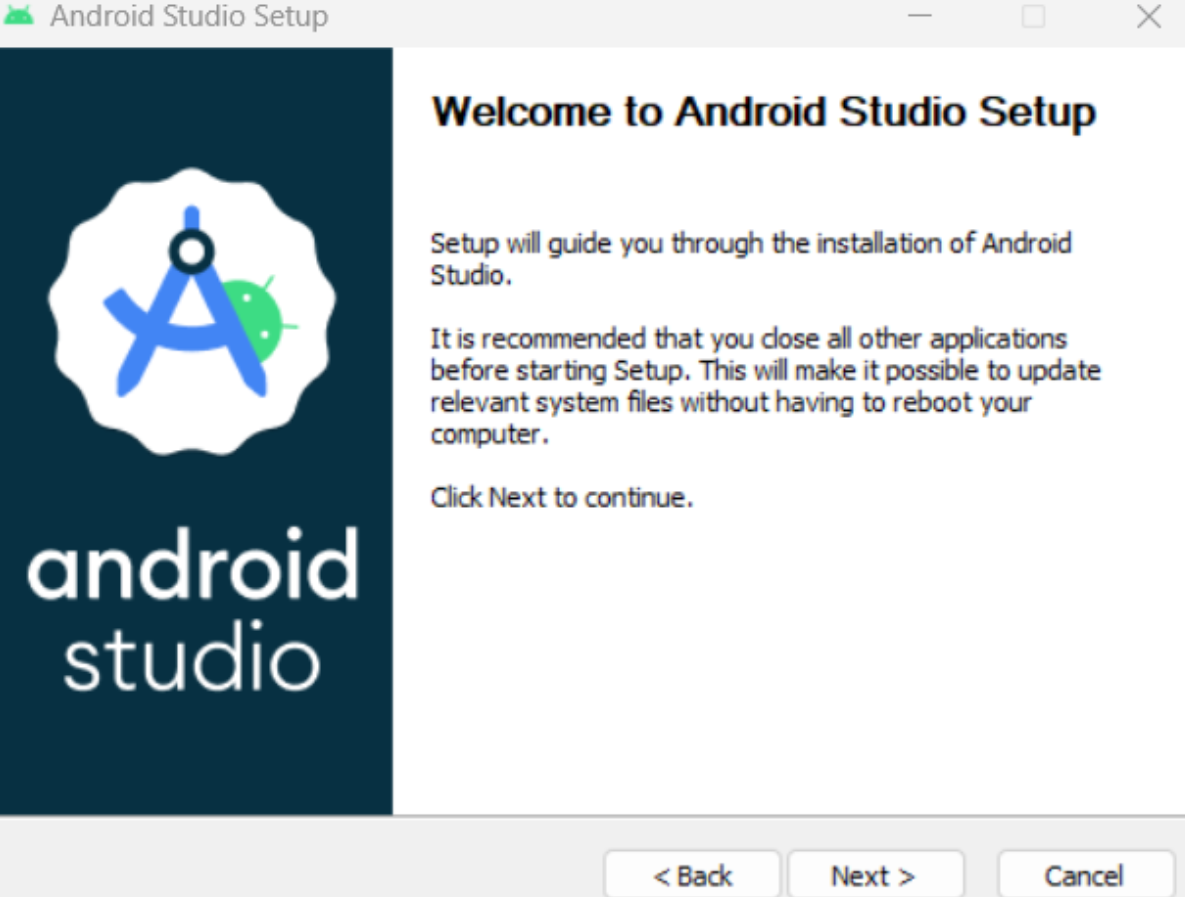 Android Studio Setup
Welcome to Android Studio Setup
Setup will guide you through the installation of Android
Studio.
It is recommended that you close all other applications
before starting Setup. This will make it possible to update
relevant system files without having to reboot your
computer.
Click Next to continue.
android
studio
< Back
Next >
Cancel